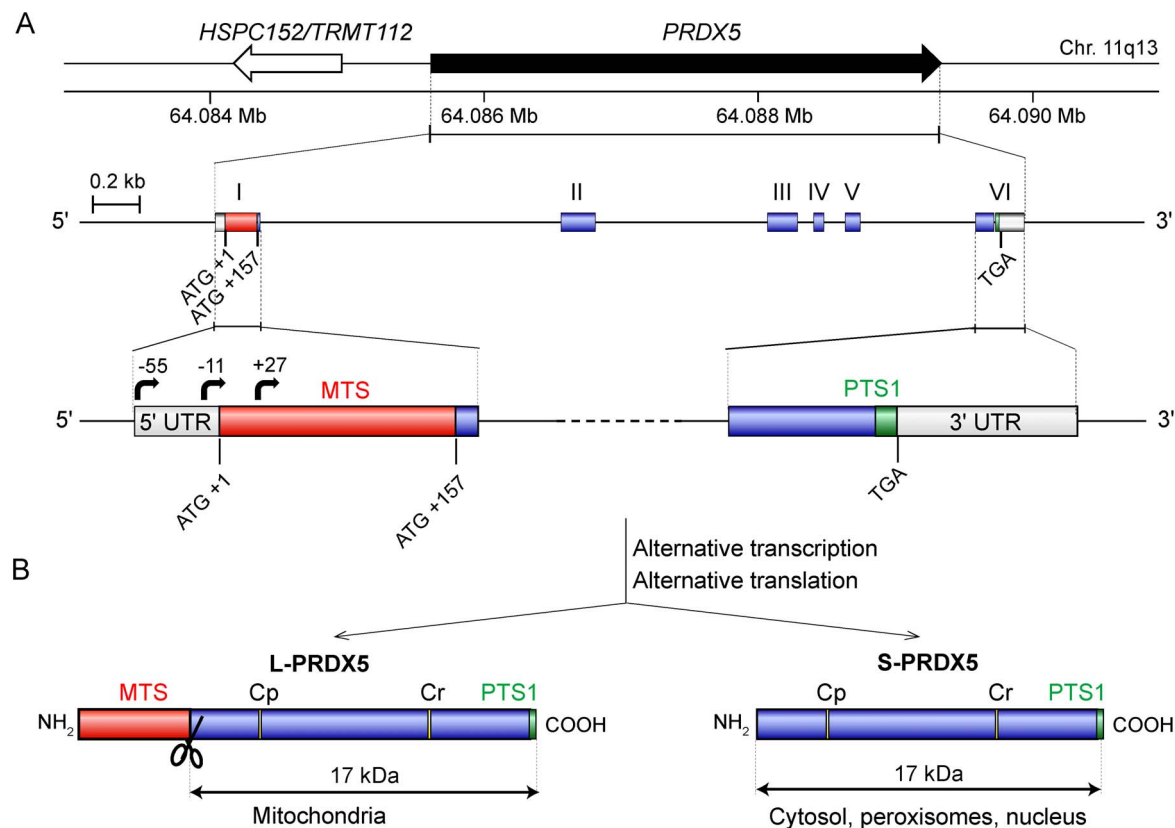 A
HSPC152/TRMT112
PRDX5
Chr. 11q13
64.084 Mb
64.086 Mb
64.088 Mb
64.090 Mb
0.2 kb
I
II
III
IV
V
VI
5'
3'
ATG +1
ATG +157
TGA
-55
-11
+27
MTS
PTS1
5'
5' UTR
3' UTR
3'
ATG +1
ATG +157
TGA
Alternative transcription
Alternative translation
B
L-PRDX5
S-PRDX5
MTS
Cp
Cr
PTS1
Cp
Cr
PTS1
NH2
COOH
NH2
COOH
17 kDa
17 kDa
Mitochondria
Cytosol, peroxisomes, nucleus